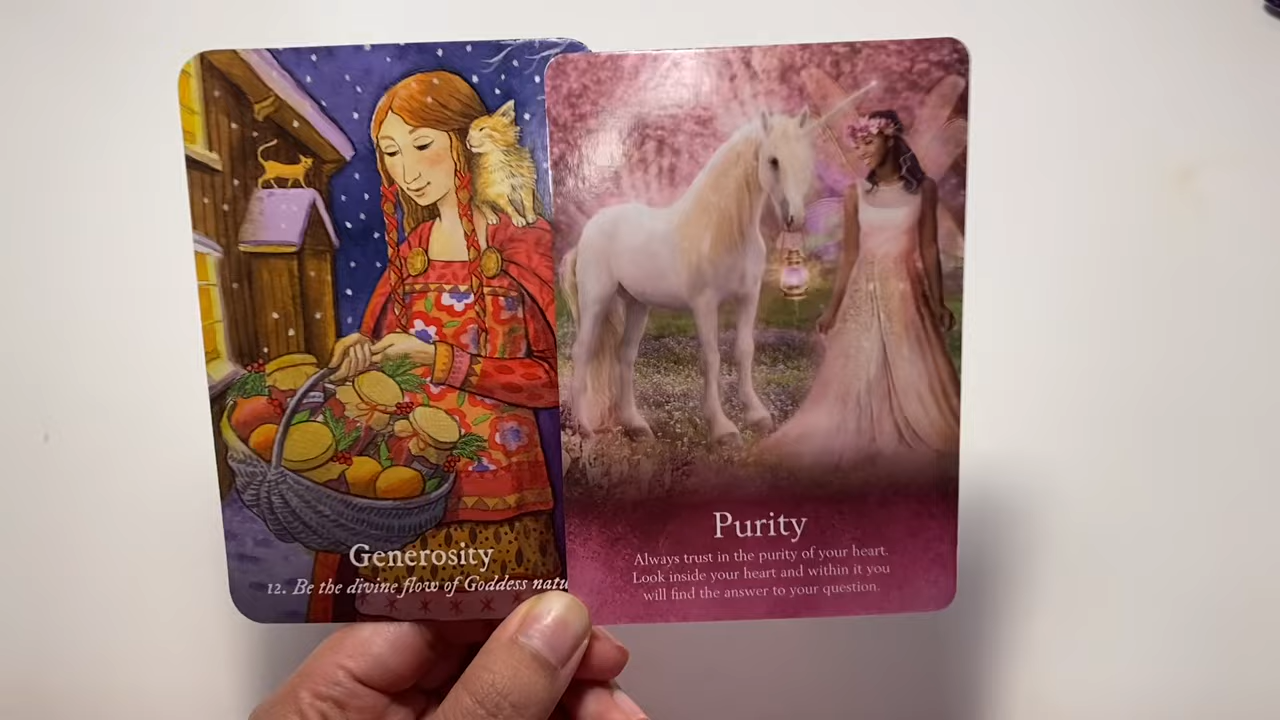 Generosity
12. Be the divine flow of Goddess natu
Purity
Always trust in the purity of your heart.
Look inside your heart and within it you
will find the answer to your question.